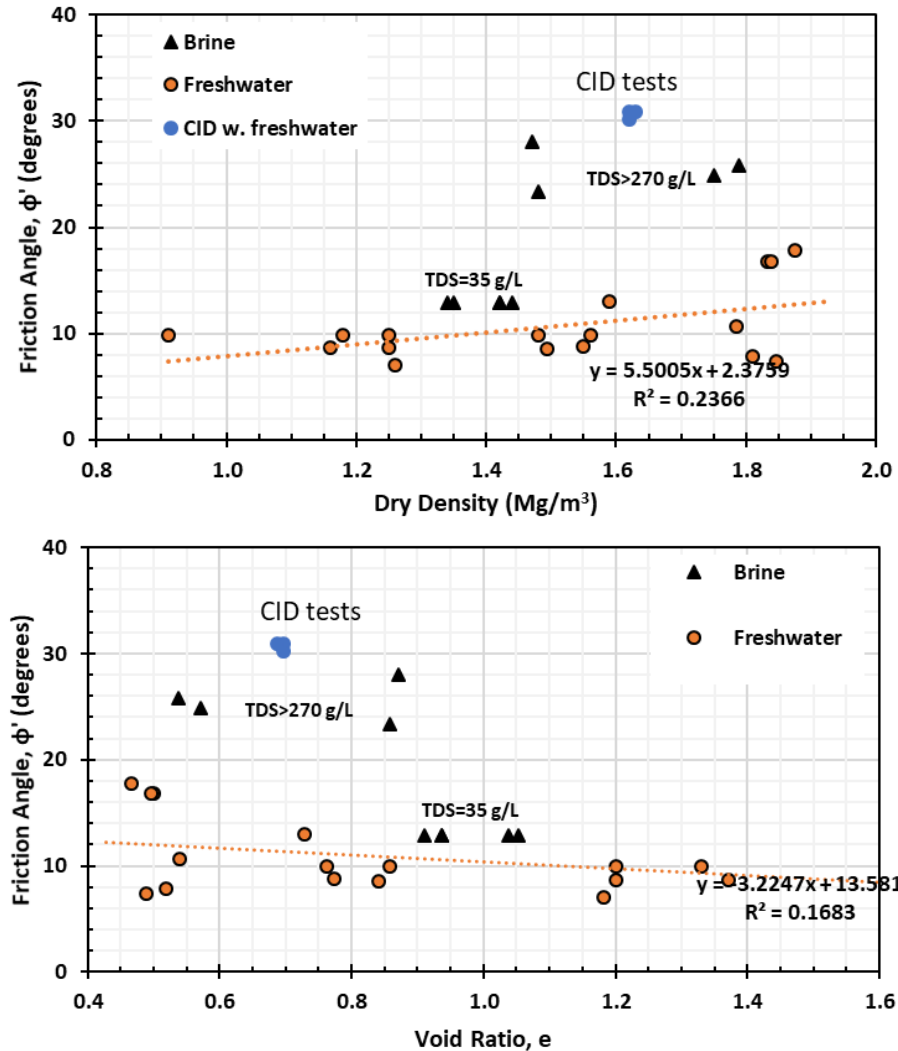 40
30
20
10
0
Friction Angle, ϕ' (degrees)
Brine
Freshwater
CID w. freshwater
CID tests
TDS>270 g/L
TDS=35 g/L
y = 5.5005x + 2.3759
R² = 0.2366
0.8 1.0 1.2 1.4 1.6 1.8 2.0
Dry Density (Mg/m³)
40
30
20
10
0
Friction Angle, ϕ' (degrees)
Brine
Freshwater
CID tests
TDS>270 g/L
TDS=35 g/L
y = -3.2247x + 13.581
R² = 0.1683
0.4 0.6 0.8 1.0 1.2 1.4 1.6
Void Ratio, e